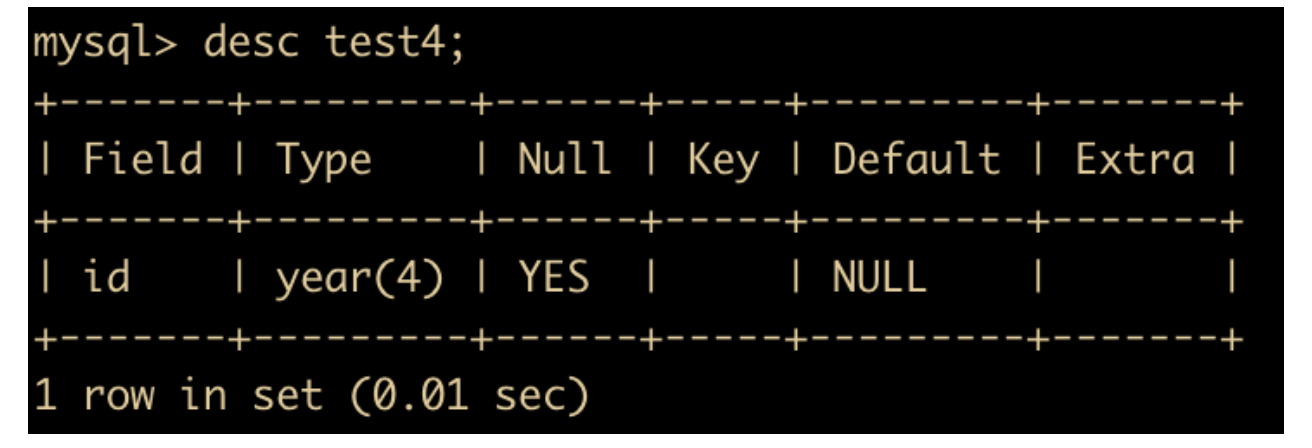 mysql> desc test4;
+-------+---------+------+-----+---------+-------+
| Field | Type    | Null | Key | Default | Extra |
+-------+---------+------+-----+---------+-------+
| id    | year(4) | YES  |     | NULL    |       |
+-------+---------+------+-----+---------+-------+
1 row in set (0.01 sec)